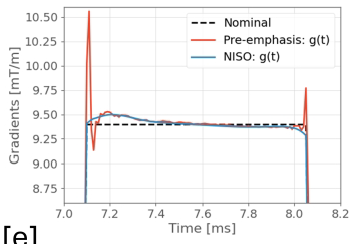 10.50
10.25
10.00
9.75
9.50
9.25
9.00
8.75
Gradients [mT/m]
Nominal
Pre-emphasis: g(t)
NISO: g(t)
7.0 7.2 7.4 7.6 7.8 8.0 8.2
Time [ms]
[e]